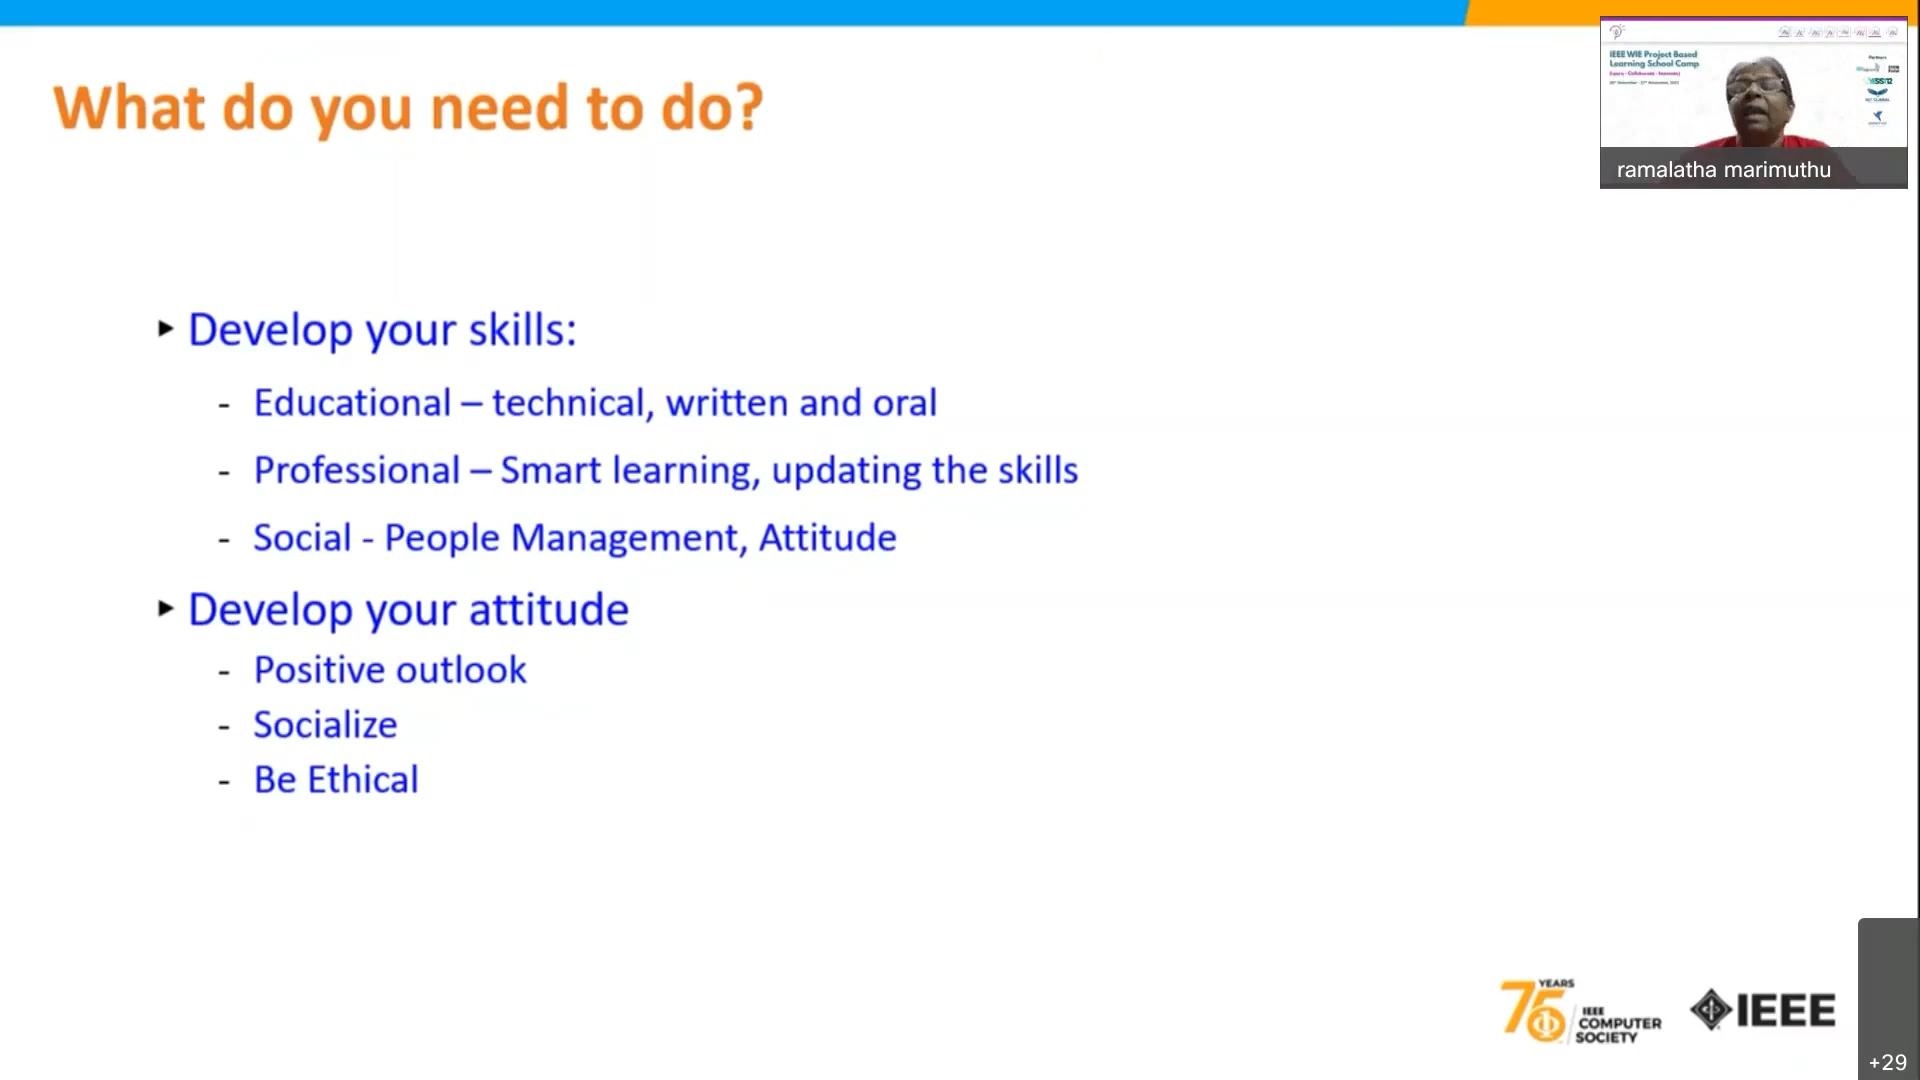 What do you need to do?
IEEE WIE Project Based
Learning School Camp
Partners
ramalatha marimuthu
▸ Develop your skills:
- Educational – technical, written and oral
- Professional – Smart learning, updating the skills
- Social - People Management, Attitude
▸ Develop your attitude
- Positive outlook
- Socialize
- Be Ethical
75 YEARS
IEEE
COMPUTER
SOCIETY
IEEE
+29